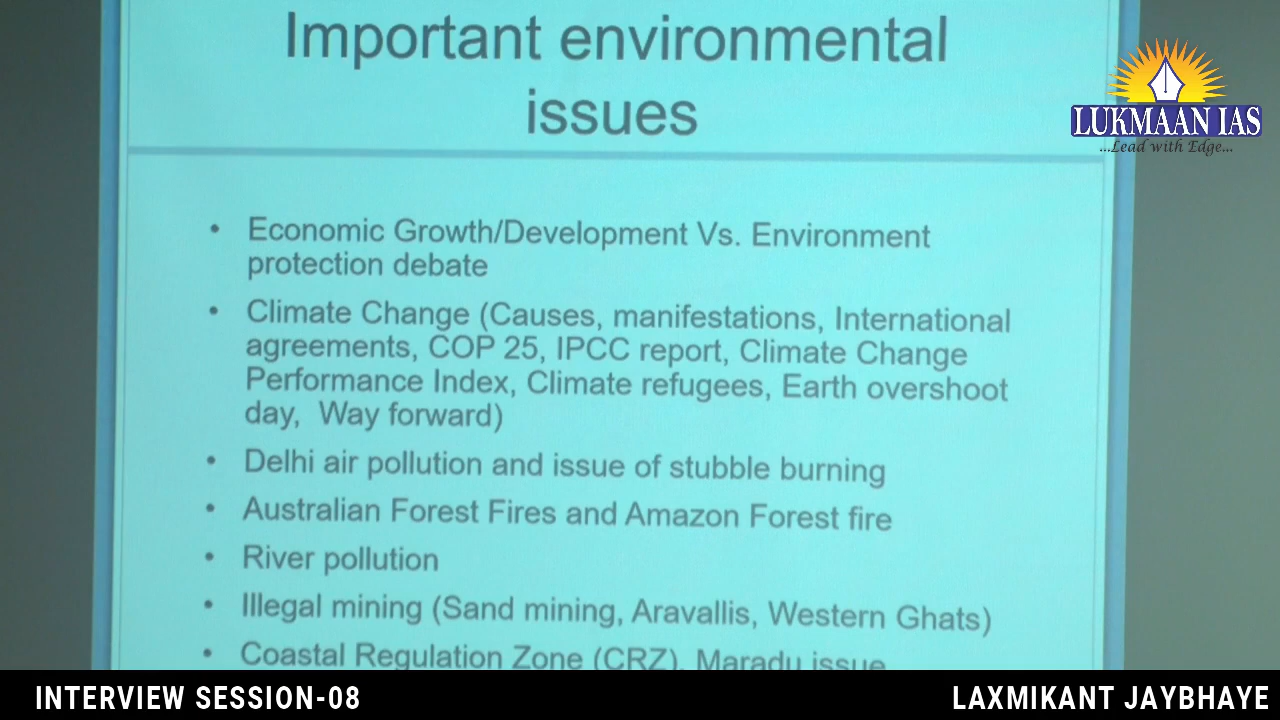 Important environmental
issues
LUKMAAN IAS
...Lead with Edge...
• Economic Growth/Development Vs. Environment
protection debate
• Climate Change (Causes, manifestations, International
agreements, COP 25, IPCC report, Climate Change
Performance Index, Climate refugees, Earth overshoot
day, Way forward)
• Delhi air pollution and issue of stubble burning
• Australian Forest Fires and Amazon Forest fire
• River pollution
• Illegal mining (Sand mining, Aravallis, Western Ghats)
• Coastal Regulation Zone (CRZ), Maradu issue
INTERVIEW SESSION-08
LAXMIKANT JAYBHAYE